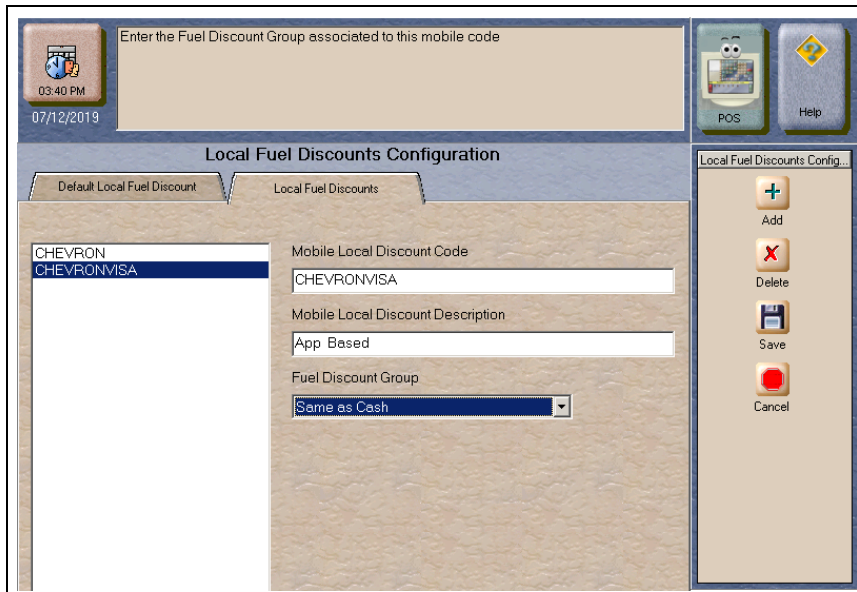 Enter the Fuel Discount Group associated to this mobile code
03:40 PM
07/12/2019
POS
Help
Local Fuel Discounts Configuration
Default Local Fuel Discount
Local Fuel Discounts
CHEVRON
CHEVRONVISA
Mobile Local Discount Code
CHEVRONVISA
Mobile Local Discount Description
App Based
Fuel Discount Group
Same as Cash
Local Fuel Discounts Config...
Add
Delete
Save
Cancel